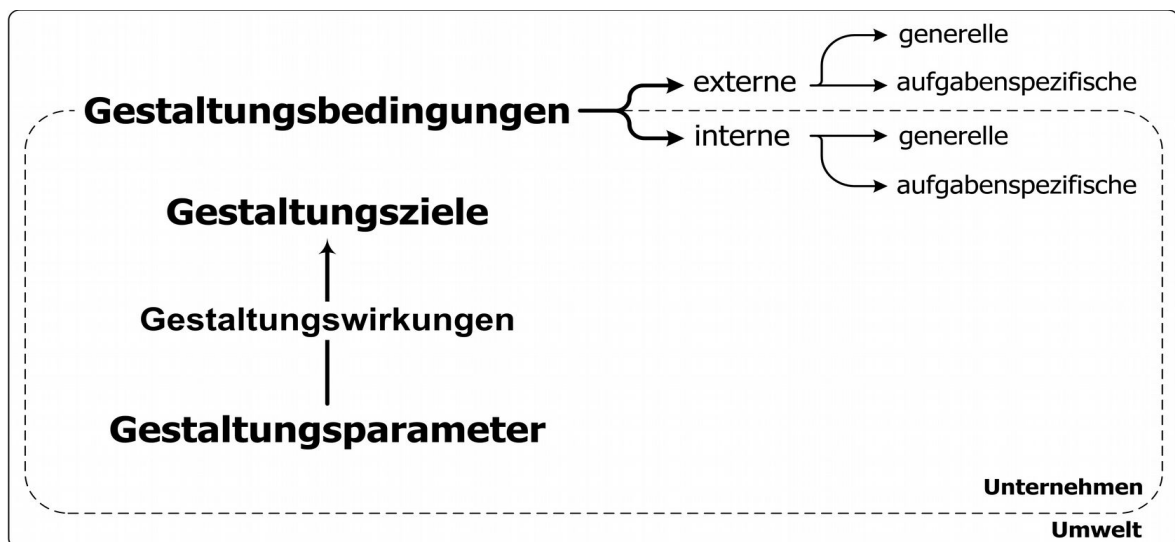 generelle
externe
aufgabenspezifische
Gestaltungsbedingungen
interne
generelle
aufgabenspezifische
Gestaltungsziele
Gestaltungswirkungen
Gestaltungsparameter
Unternehmen
Umwelt